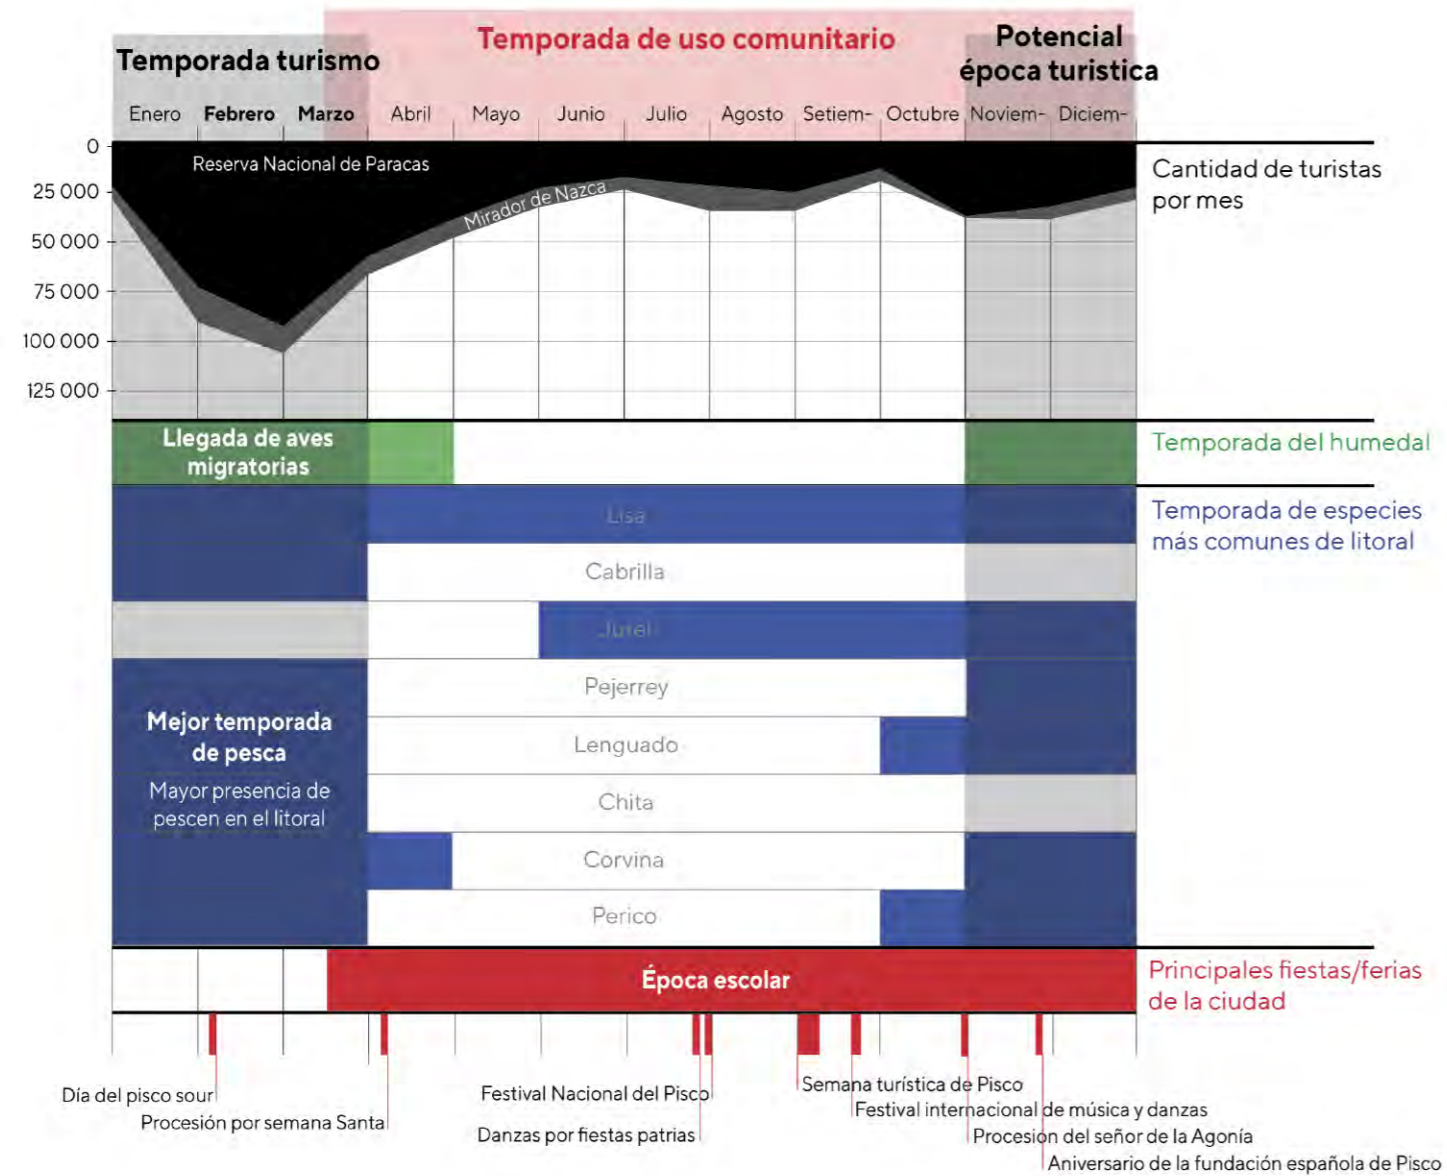 Temporada turismo
Temporada de uso comunitario
Potencial
época turistica
Enero Febrero Marzo Abril Mayo Junio Julio Agosto Setiem- Octubre Noviem- Diciem-
0
25 000
50 000
75 000
100 000
125 000
Reserva Nacional de Paracas
Mirador de Nazca
Cantidad de turistas
por mes
Llegada de aves
migratorias
Temporada del humedal
Temporada de especies
más comunes de litoral
Lisa
Cabrilla
Jurel
Pejerrey
Lenguado
Chita
Corvina
Perico
Mejor temporada
de pesca
Mayor presencia de
pescen en el litoral
Época escolar
Principales fiestas/ferias
de la ciudad
Día del pisco sour
Procesión por semana Santa
Festival Nacional del Pisco
Danzas por fiestas patrias
Semana turística de Pisco
Festival internacional de música y danzas
Procesión del señor de la Agonía
Aniversario de la fundación española de Pisco